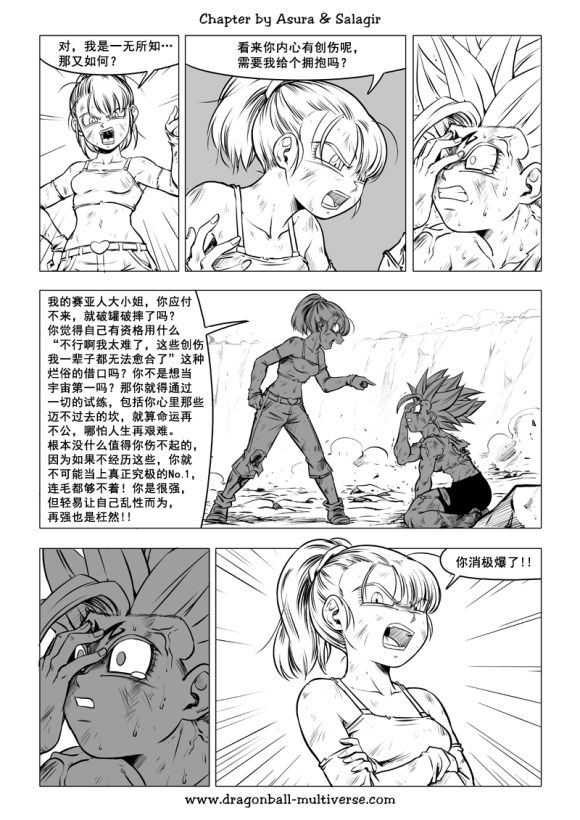 Chapter by Asura & Salagir
对，我是一无所知…
那又如何？
看来你内心有创伤呢，
需要我给个拥抱吗？
我的赛亚人大小姐，你应付
不来，就破罐破摔了吗？
你觉得自己有资格用什么
“不行啊我太难了，这些创伤
我一辈子都无法愈合了”这种
烂俗的借口吗？你不是想当
宇宙第一吗？那你就得通过
一切的试练，包括你心里那些
迈不过去的坎，就算命运再
不公，哪怕人生再艰难。
根本没什么值得你伤不起的，
因为如果不经历这些，你就
不可能当上真正究极的No.1，
连毛都够不着！你是很强，
但轻易让自己乱性而为，
再强也是枉然!!
你消极爆了!!
www.dragonball-multiverse.com